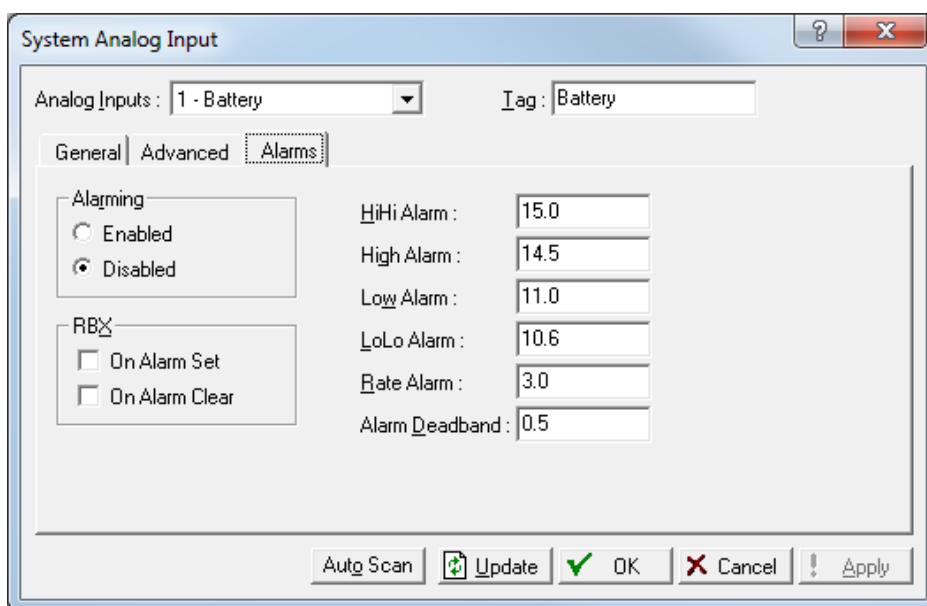 System Analog Input
?
Analog Inputs : 1 - Battery
Tag : Battery
General Advanced Alarms
Alarming
Enabled
Disabled
RBX
On Alarm Set
On Alarm Clear
HiHi Alarm : 15.0
High Alarm : 14.5
Low Alarm : 11.0
LoLo Alarm : 10.6
Rate Alarm : 3.0
Alarm Deadband : 0.5
Auto Scan Update OK Cancel ! Apply